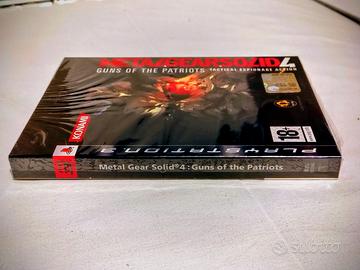 METAL GEAR SOLID 4
GUNS OF THE PATRIOTS TACTICAL ESPIONAGE ACTION
KONAMI
18+
PLAYSTATION 3
Metal Gear Solid® 4 : Guns of the Patriots
subito